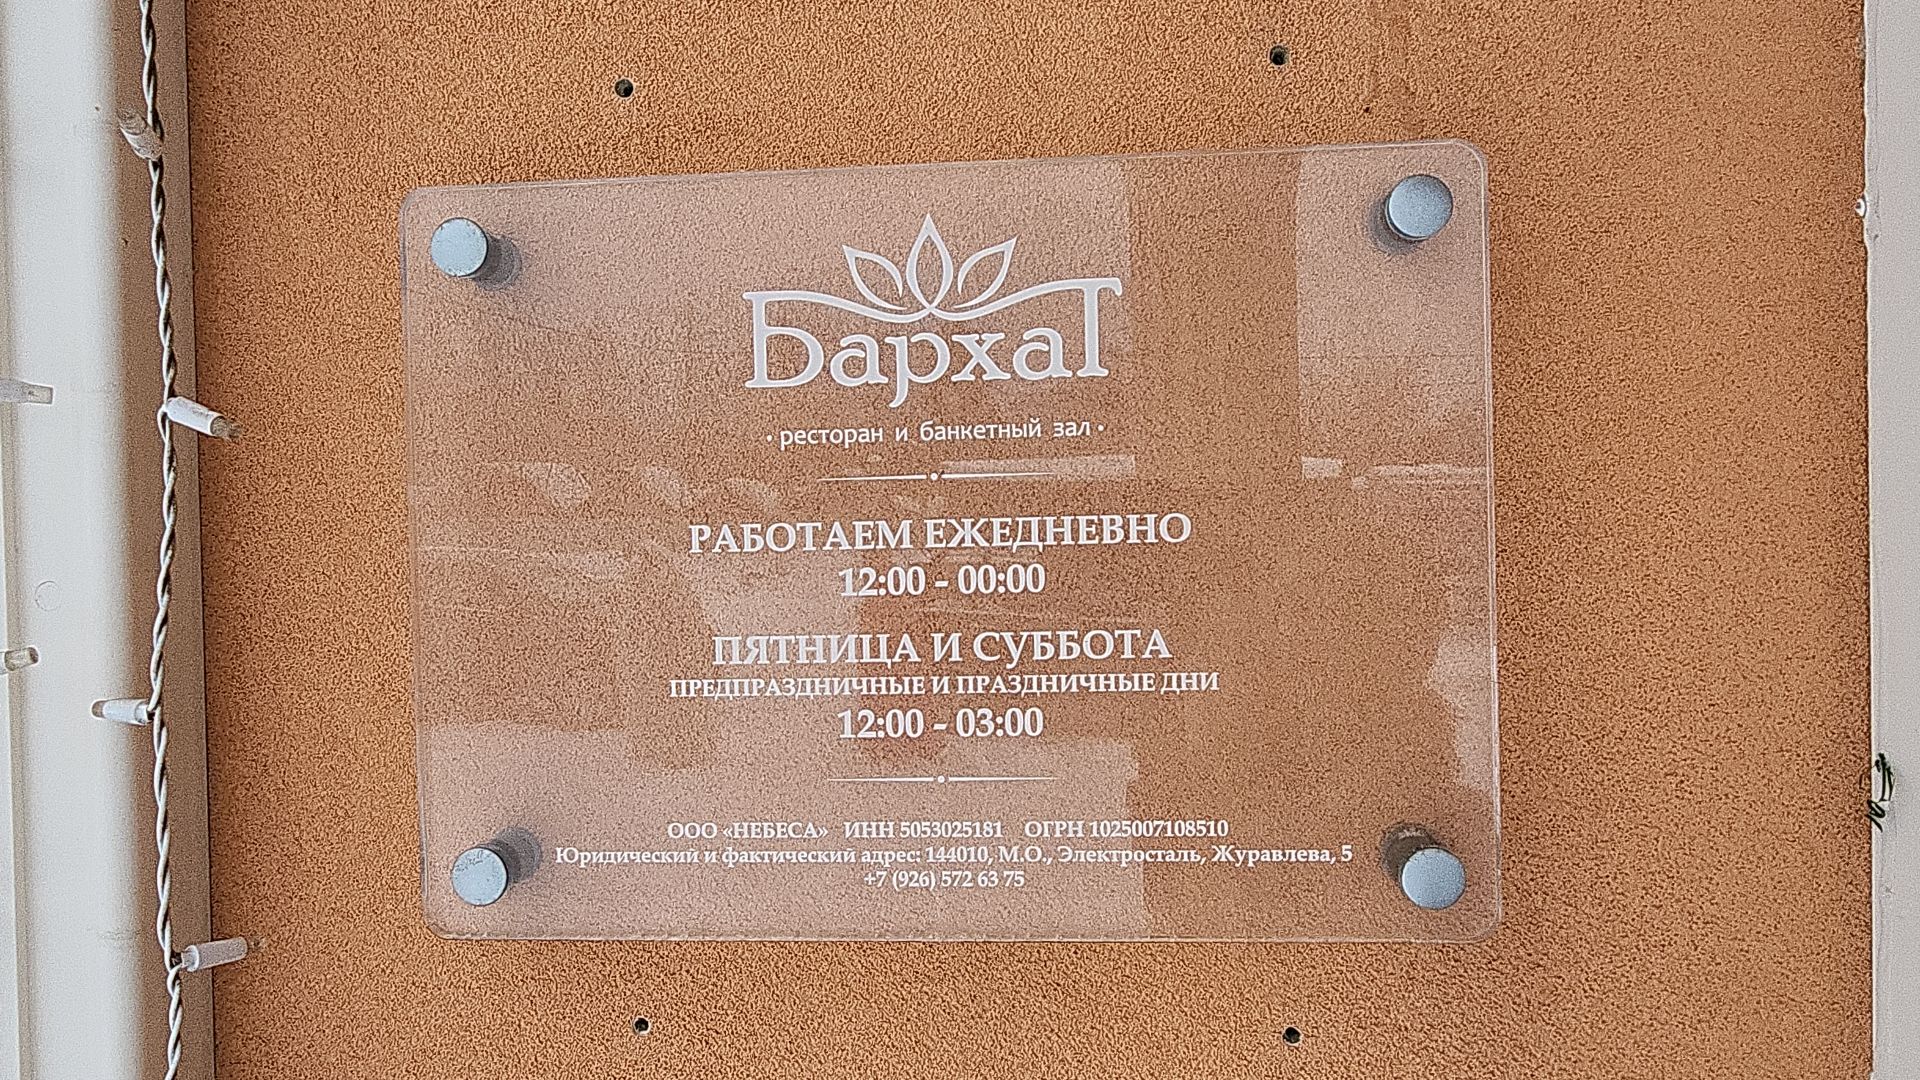 Бархат
• ресторан и банкетный зал •
РАБОТАЕМ ЕЖЕДНЕВНО
12:00 - 00:00
ПЯТНИЦА И СУББОТА
ПРЕДПРАЗДНИЧНЫЕ И ПРАЗДНИЧНЫЕ ДНИ
12:00 - 03:00
ООО «НЕБЕСА» ИНН 5053025181 ОГРН 1025007108510
Юридический и фактический адрес: 144010, М.О., Электросталь, Журавлева, 5
+7 (926) 572 63 75